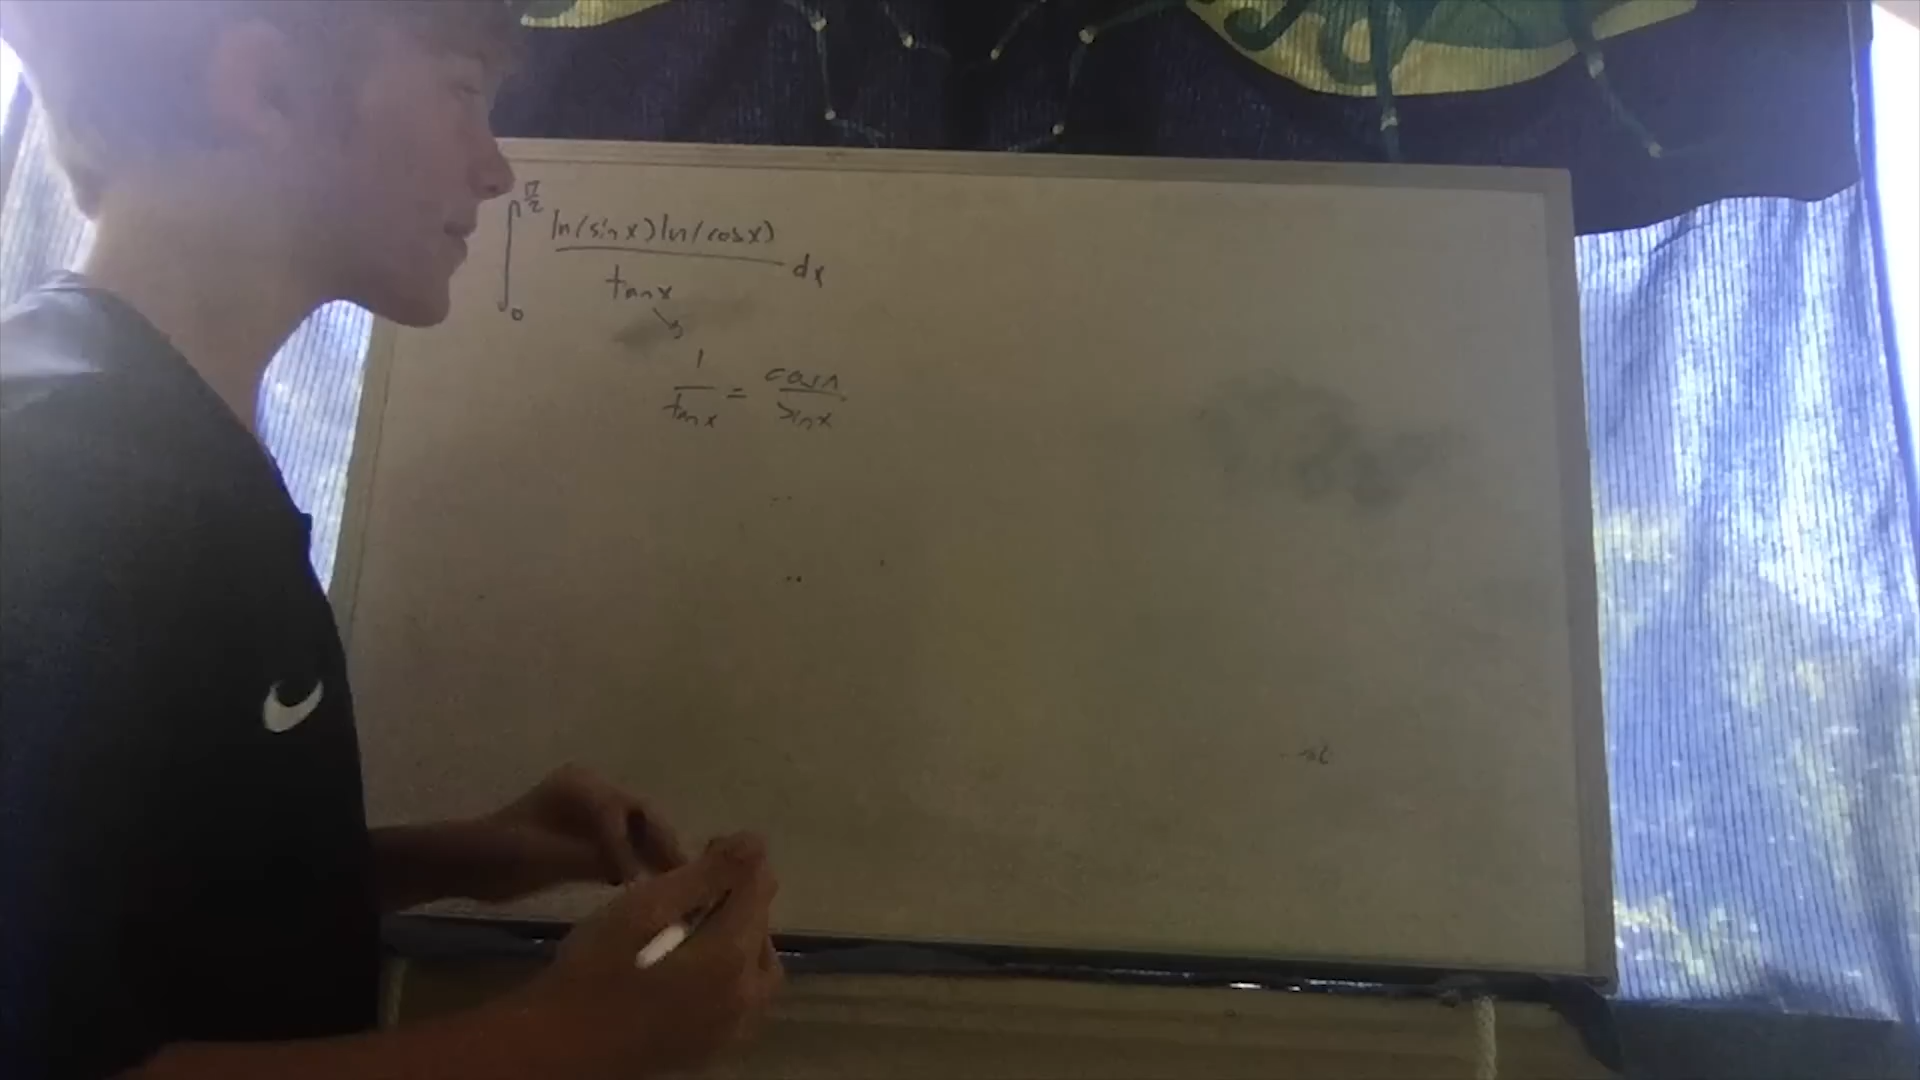 ∫₀^{π/2} ln(sin x) ln(cos x) / tan x dx
1/tan x = cos x/sin x